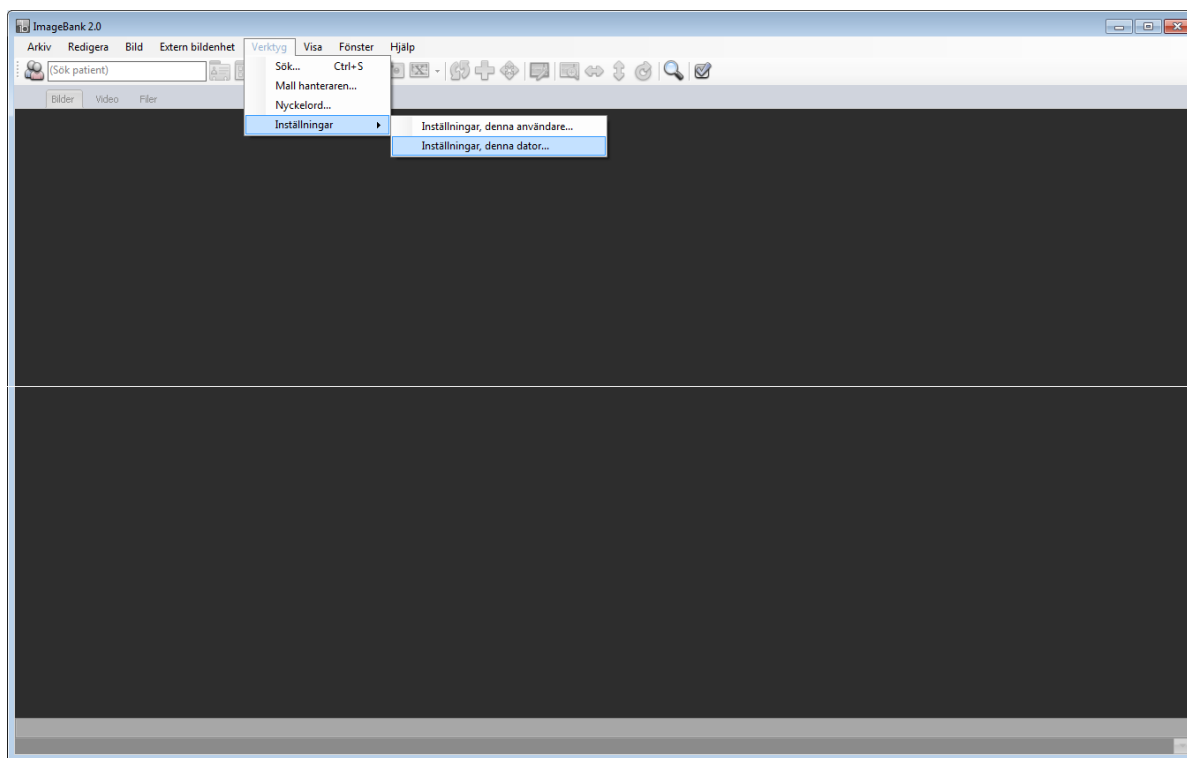 ImageBank 2.0
Arkiv Redigera Bild Extern bildenhet Verktyg Visa Fönster Hjälp
(Sök patient)
Sök... Ctrl+S
Mall hanteraren...
Bilder Video Filer
Nyckelord...
Inställningar
Inställningar, denna användare...
Inställningar, denna dator...